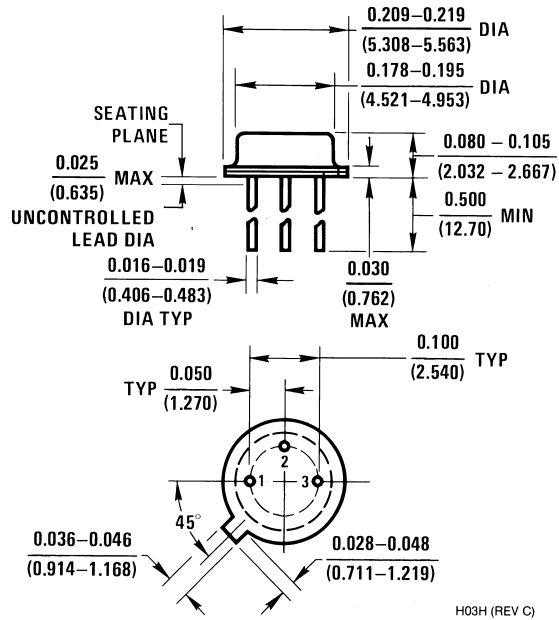 0.209–0.219 DIA
(5.308–5.563)
0.178–0.195 DIA
(4.521–4.953)
SEATING
PLANE
0.080 – 0.105
(2.032 – 2.667)
0.025 MAX
(0.635)
0.500 MIN
(12.70)
UNCONTROLLED
LEAD DIA
0.016–0.019
(0.406–0.483)
DIA TYP
0.030
(0.762)
MAX
0.100 TYP
(2.540)
TYP 0.050
(1.270)
2
1
3
45°
0.036–0.046
(0.914–1.168)
0.028–0.048
(0.711–1.219)
H03H (REV C)